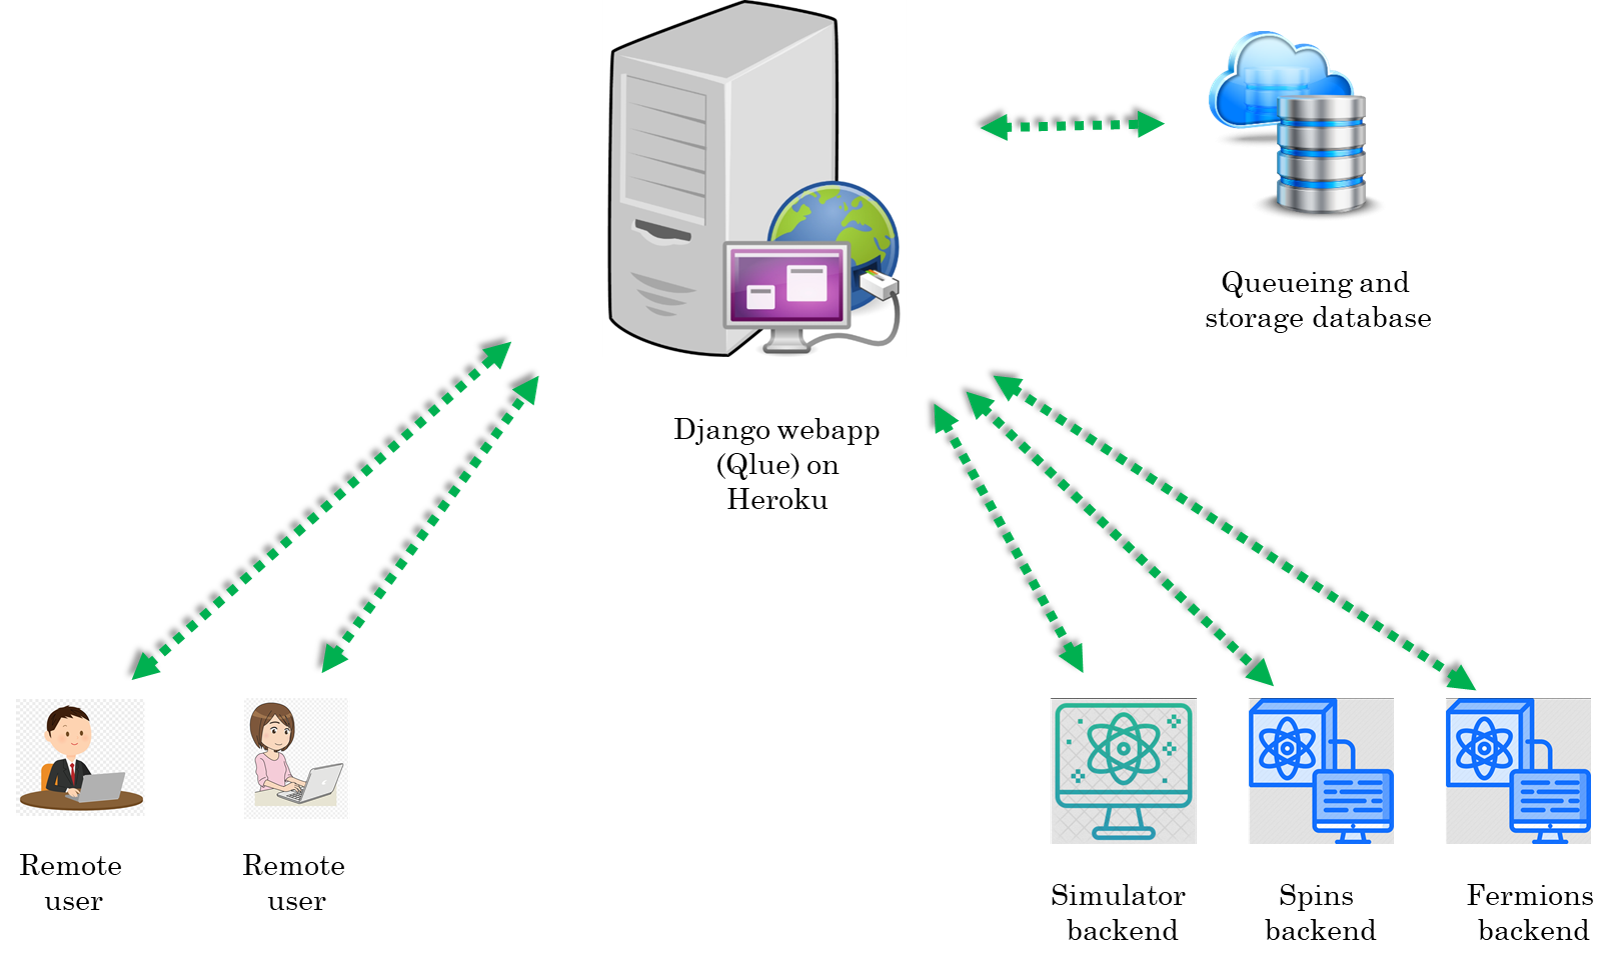 Queueing and
storage database
Django webapp
(Qlue) on
Heroku
Remote
user
Remote
user
Simulator
backend
Spins
backend
Fermions
backend